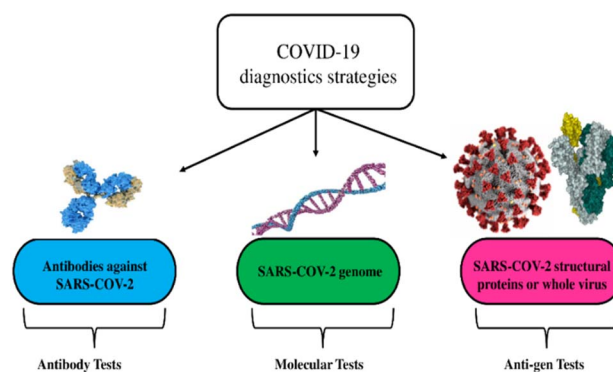 COVID-19
diagnostics strategies
Antibodies against
SARS-COV-2
SARS-COV-2 genome
SARS-COV-2 structural
proteins or whole virus
Antibody Tests
Molecular Tests
Anti-gen Tests